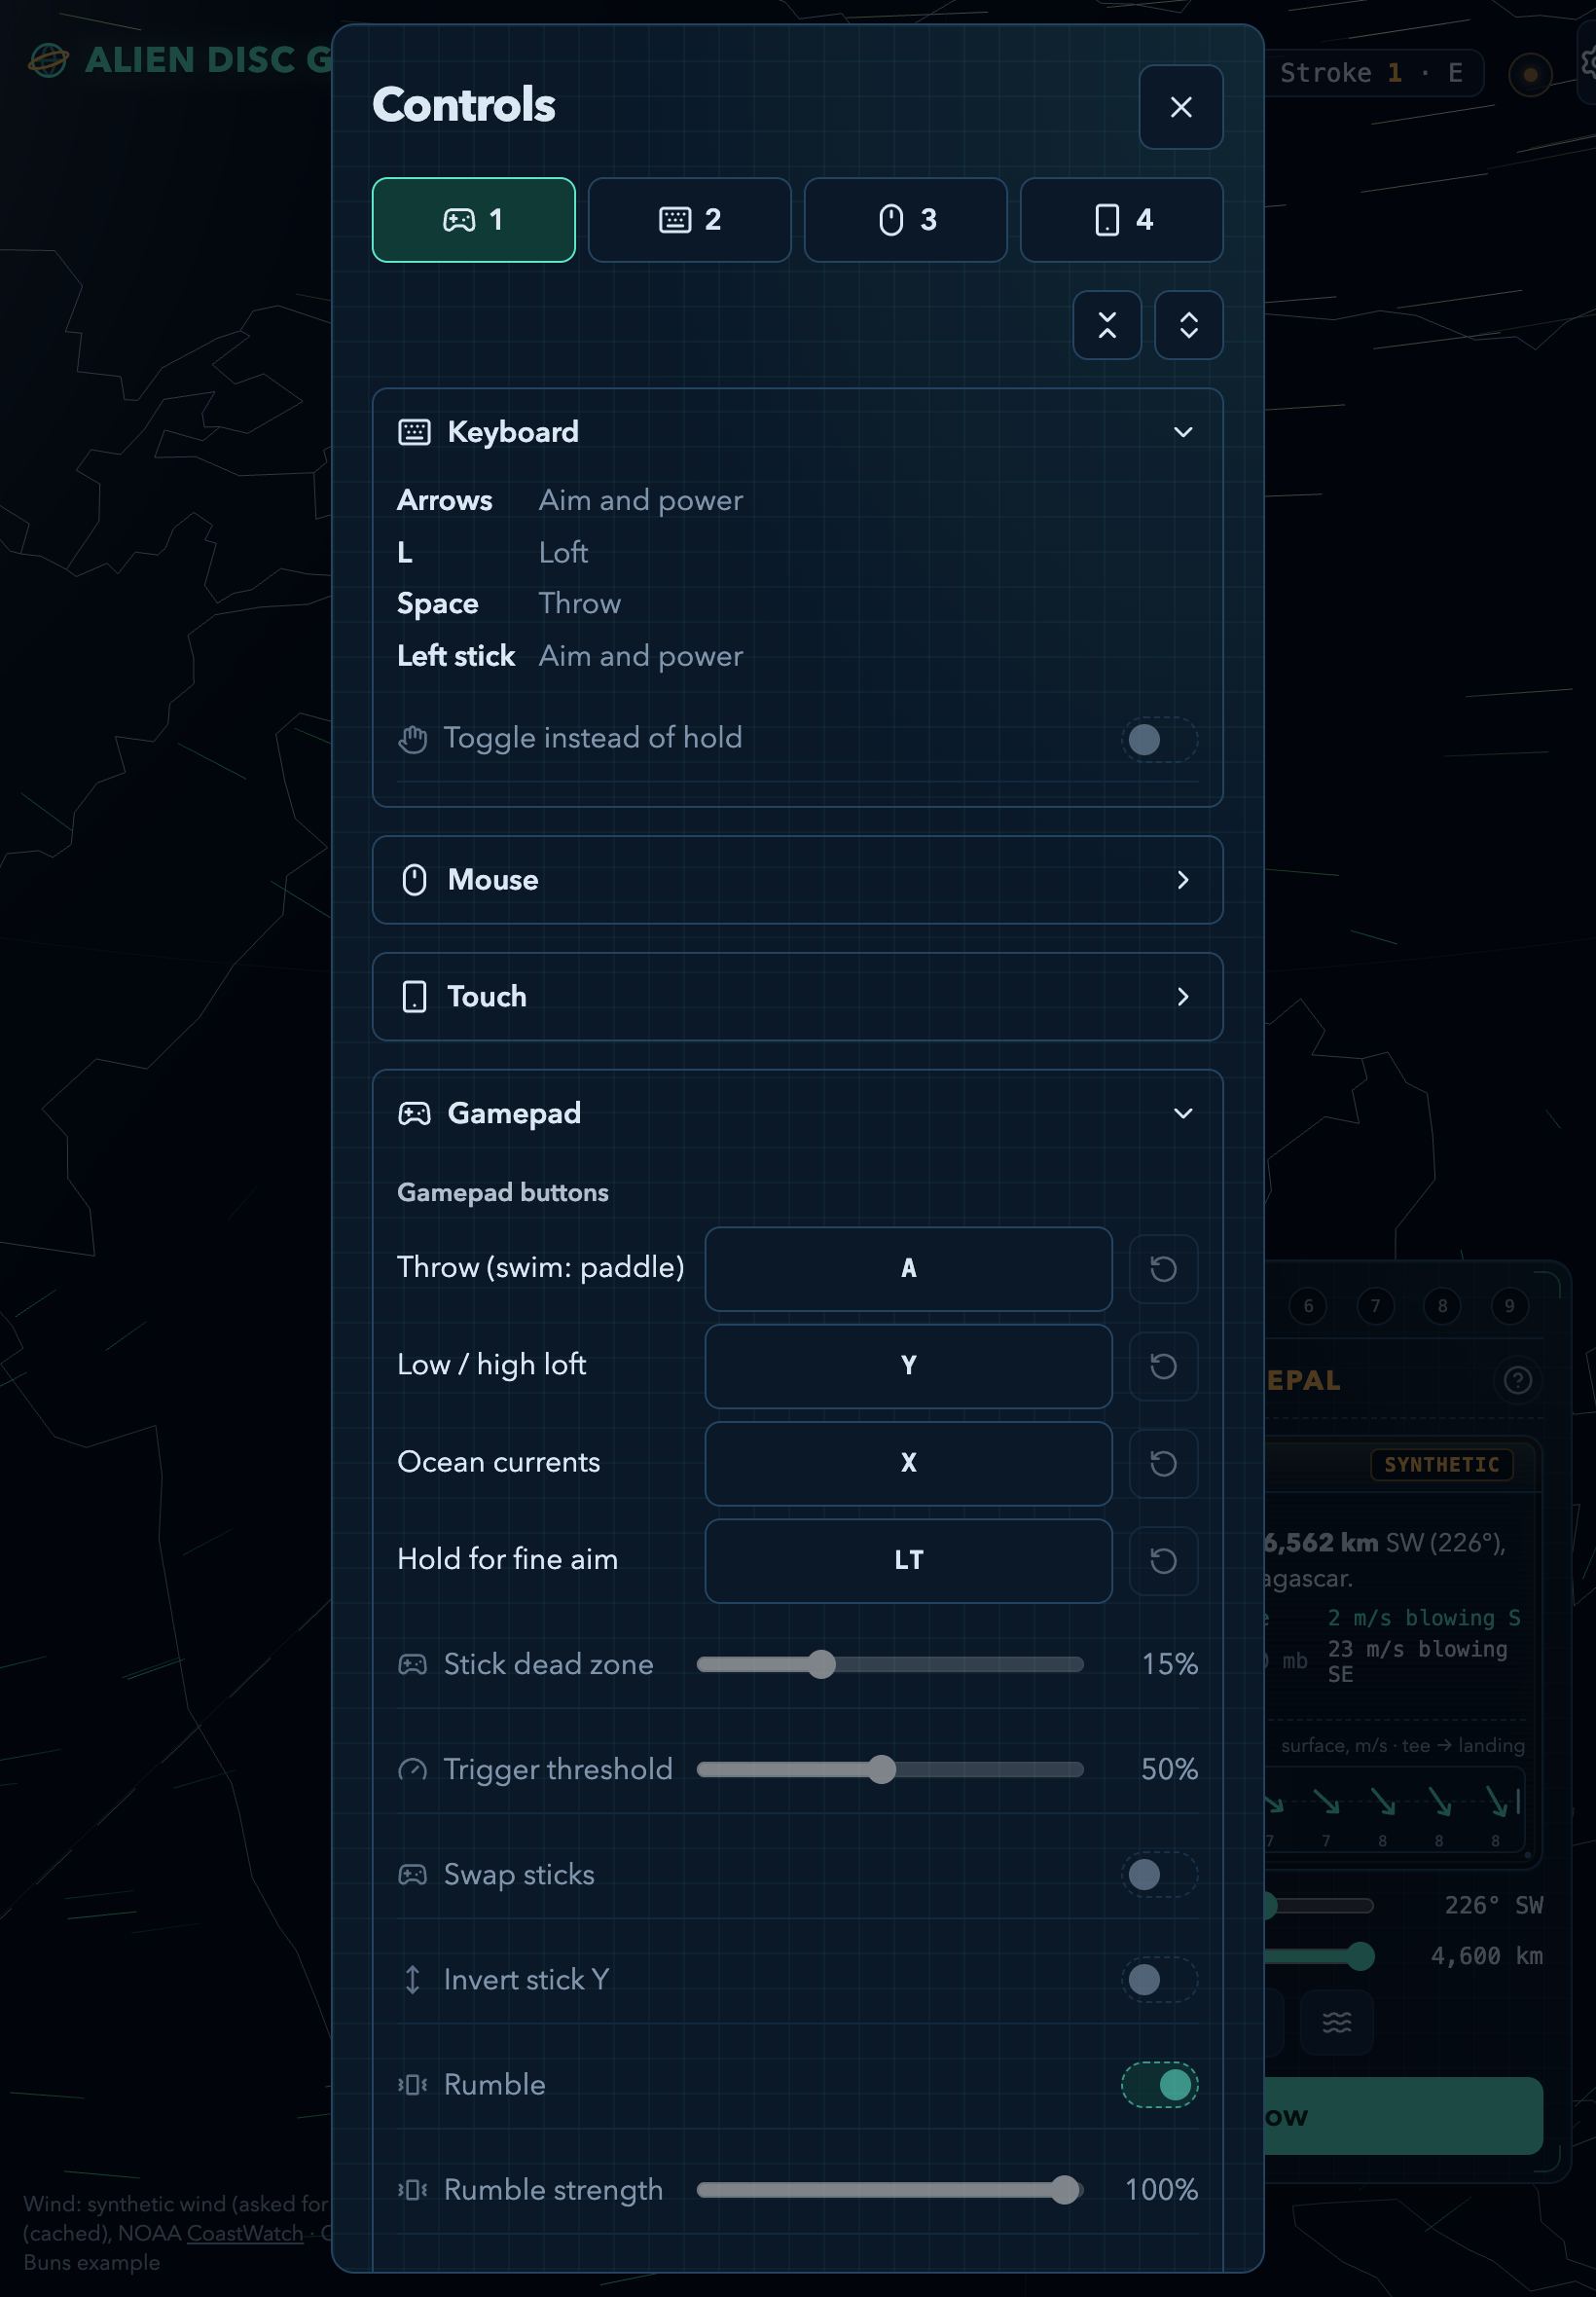 ALIEN DISC G
Stroke 1 · E
Controls
1
2
3
4
Keyboard
Arrows Aim and power
L Loft
Space Throw
Left stick Aim and power
Toggle instead of hold
Mouse
Touch
Gamepad
Gamepad buttons
Throw (swim: paddle) A
Low / high loft Y
Ocean currents X
Hold for fine aim LT
Stick dead zone 15%
Trigger threshold 50%
Swap sticks
Invert stick Y
Rumble
Rumble strength 100%
6 7 8 9
EPAL
SYNTHETIC
6,562 km SW (226°),
agascar.
2 m/s blowing S
mb 23 m/s blowing
SE
surface, m/s · tee → landing
7 7 8 8 8
226° SW
4,600 km
ow
Wind: synthetic wind (asked for
(cached), NOAA CoastWatch ·
Buns example